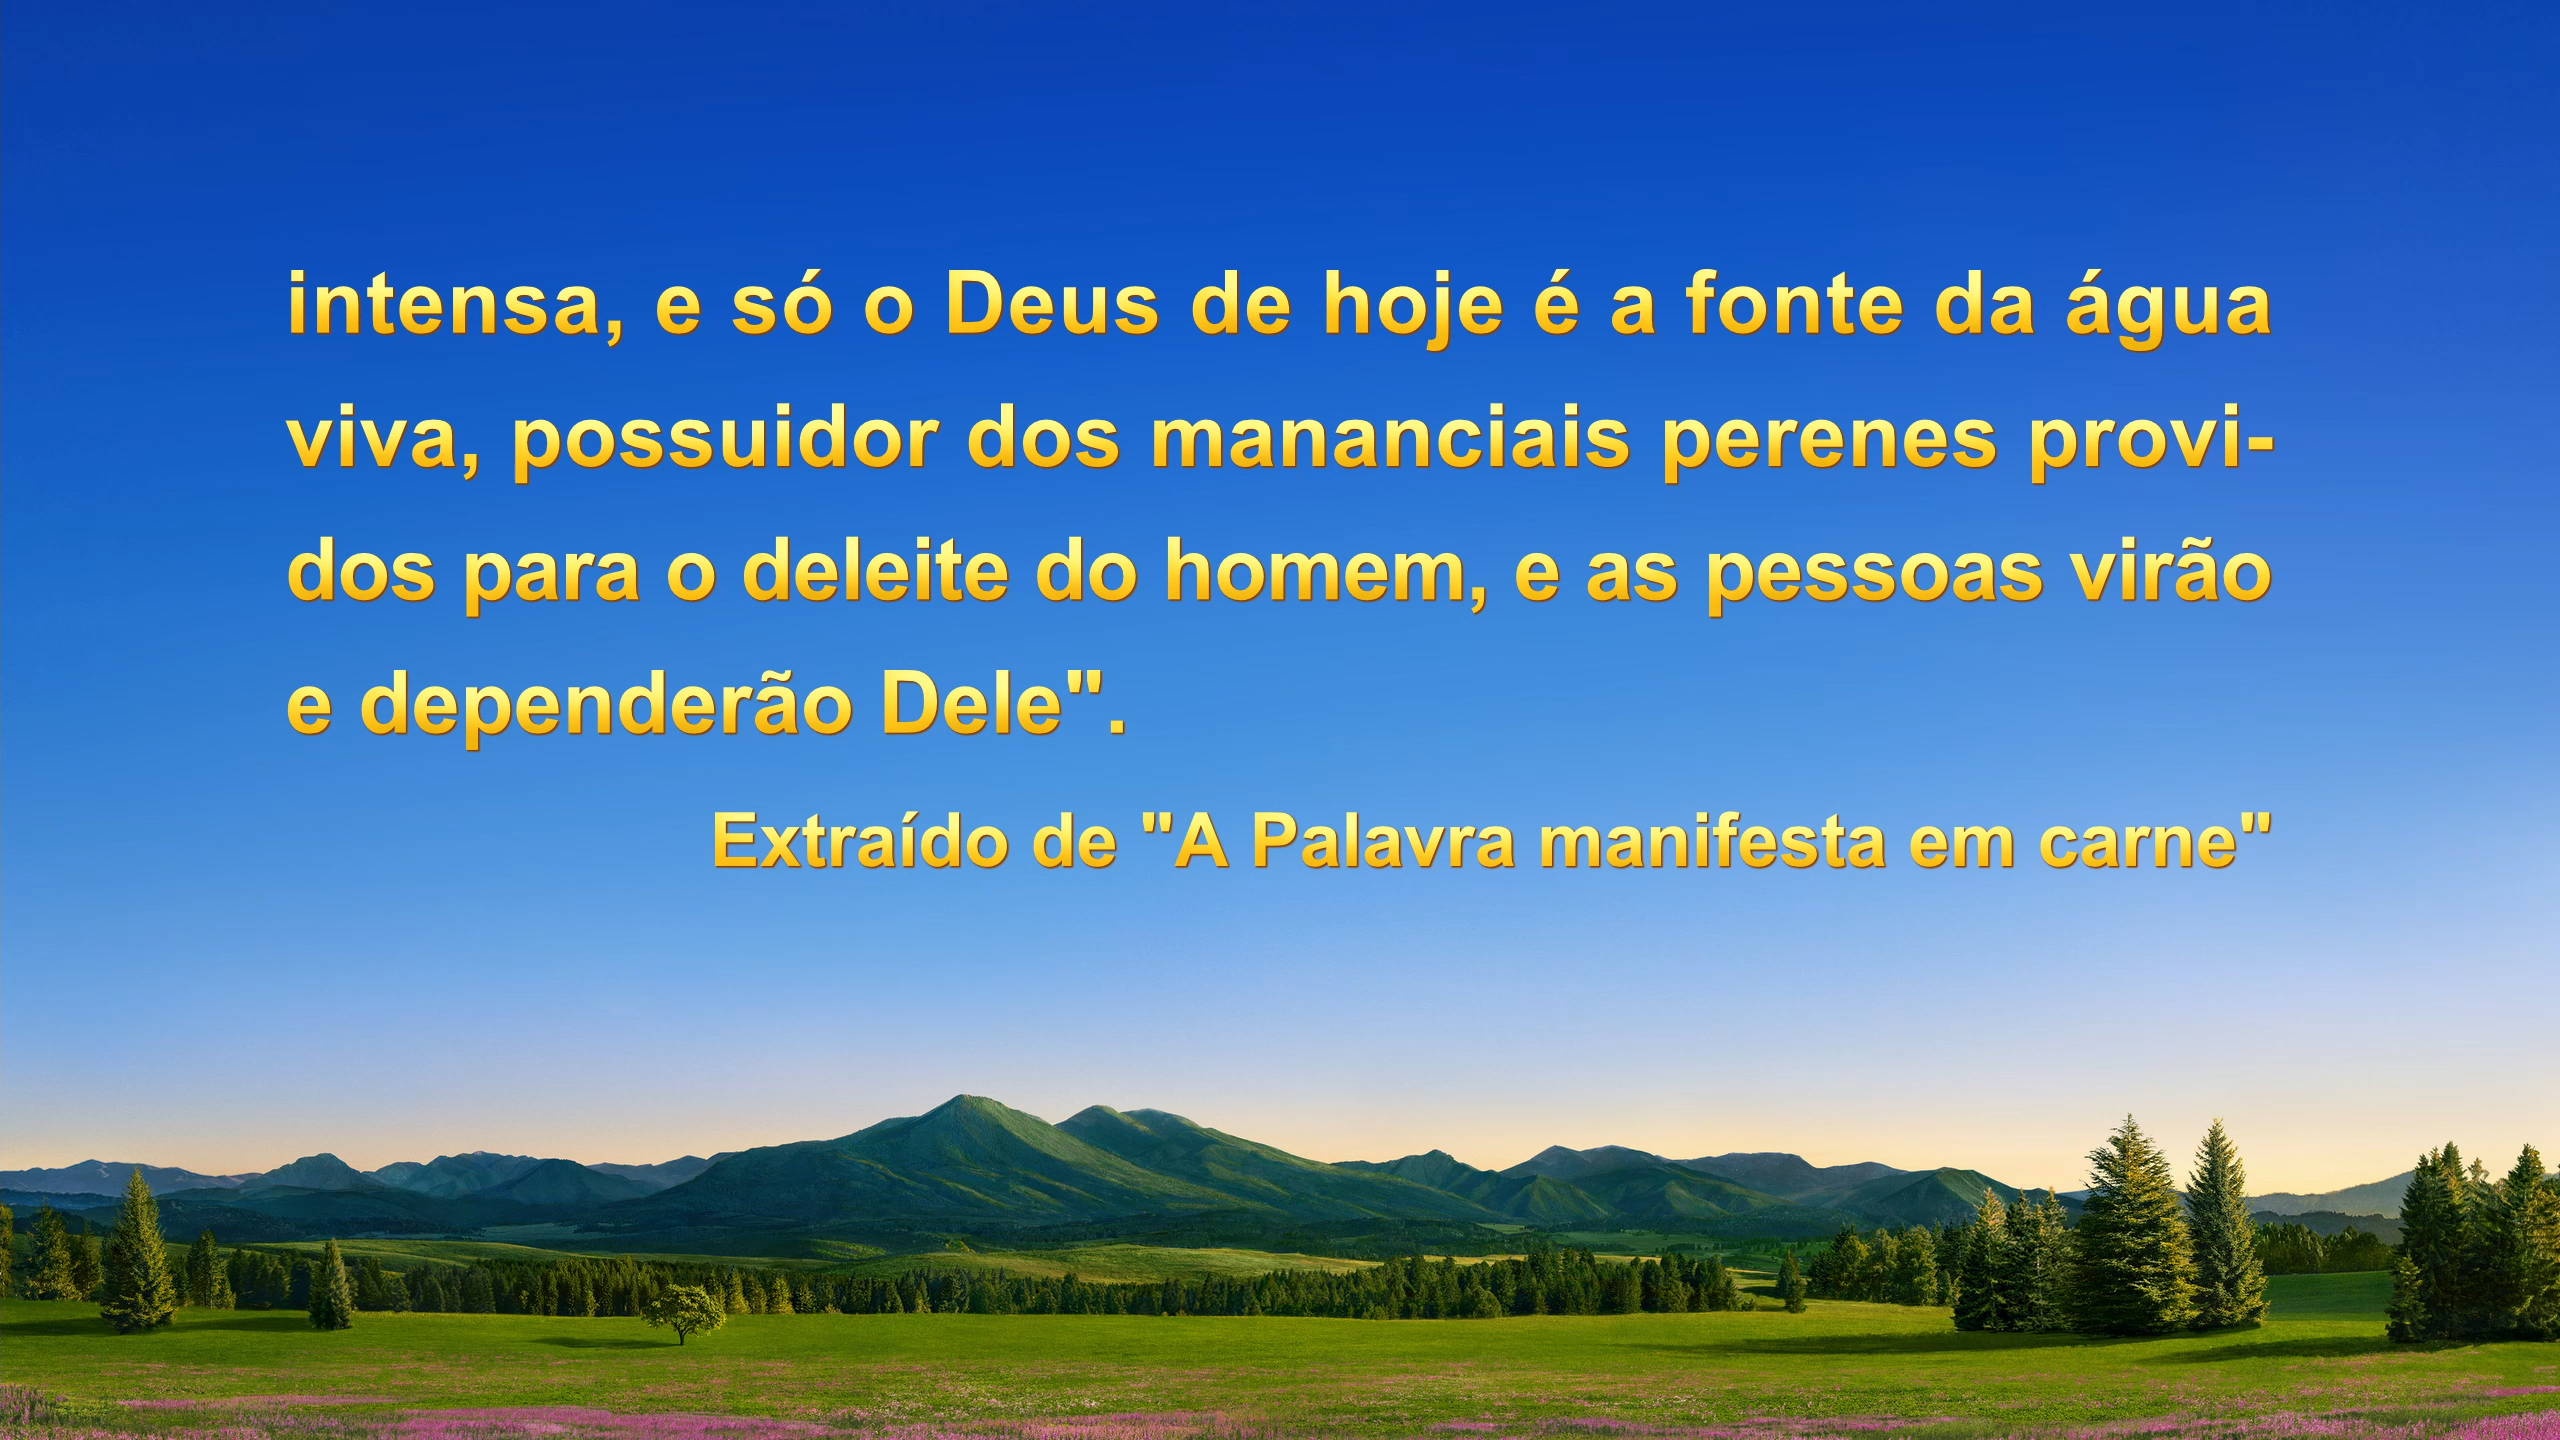 intensa, e só o Deus de hoje é a fonte da água
viva, possuidor dos mananciais perenes provi-
dos para o deleite do homem, e as pessoas virão
e dependerão Dele".
Extraído de "A Palavra manifesta em carne"